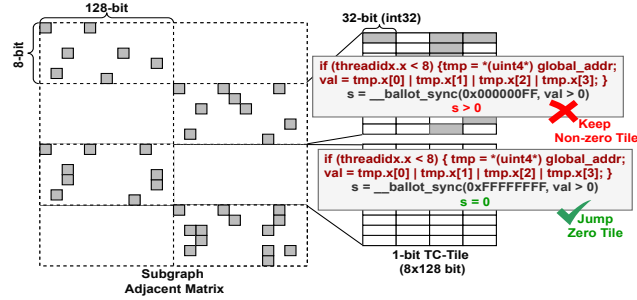 128-bit
32-bit (int32)
8-bit
if (threadidx.x < 8) {tmp = *(uint4*) global_addr;
val = tmp.x[0] | tmp.x[1] | tmp.x[2] | tmp.x[3]; }
s = __ballot_sync(0x000000FF, val > 0)
s > 0
Keep
Non-zero Tile
if (threadidx.x < 8) { tmp = *(uint4*) global_addr;
val = tmp.x[0] | tmp.x[1] | tmp.x[2] | tmp.x[3]; }
s = __ballot_sync(0xFFFFFFFF, val > 0)
s = 0
Jump
Zero Tile
1-bit TC-Tile
(8x128 bit)
Subgraph
Adjacent Matrix